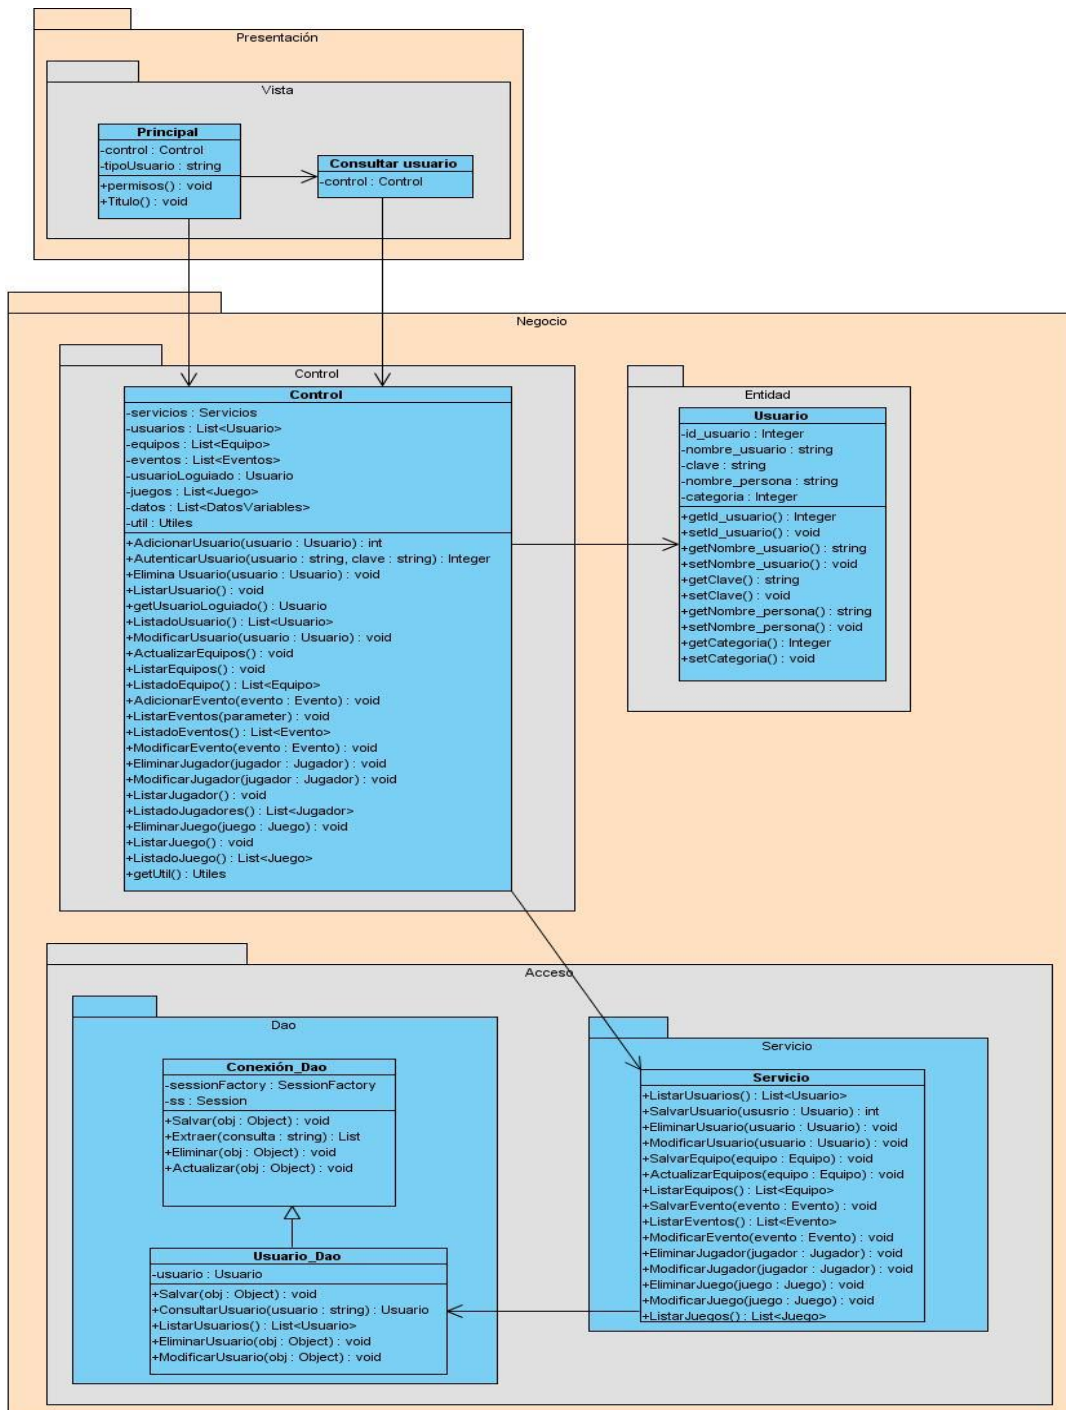 Presentación
Vista
Principal
-control : Control
-tipoUsuario : string
+permisos() : void
+Titulo() : void
Consultar usuario
-control : Control
Negocio
Control
Control
-servicios : Servicios
-usuarios : List<Usuario>
-equipos : List<Equipo>
-eventos : List<Eventos>
-usuarioLoguiado : Usuario
-juegos : List<Juego>
-datos : List<DatosVariables>
-util : Utiles
+AdicionarUsuario(usuario : Usuario) : int
+AutenticarUsuario(usuario : string, clave : string) : Integer
+Elimina Usuario(usuario : Usuario) : void
+ListarUsuario() : void
+getUsuarioLoguiado() : Usuario
+ListadoUsuario() : List<Usuario>
+ModificarUsuario(usuario : Usuario) : void
+ActualizarEquipos() : void
+ListarEquipos() : void
+ListadoEquipo() : List<Equipo>
+AdicionarEvento(evento : Evento) : void
+ListarEventos(parameter) : void
+ListadoEventos() : List<Evento>
+ModificarEvento(evento : Evento) : void
+EliminarJugador(jugador : Jugador) : void
+ModificarJugador(jugador : Jugador) : void
+ListarJugador() : void
+ListadoJugadores() : List<Jugador>
+EliminarJuego(juego : Juego) : void
+ListarJuego() : void
+ListadoJuego() : List<Juego>
+getUtil() : Utiles
Entidad
Usuario
-id_usuario : Integer
-nombre_usuario : string
-clave : string
-nombre_persona : string
-categoria : Integer
+getId_usuario() : Integer
+setId_usuario() : void
+getNombre_usuario() : string
+setNombre_usuario() : void
+getClave() : string
+setClave() : void
+getNombre_persona() : string
+setNombre_persona() : void
+getCategoria() : Integer
+setCategoria() : void
Acceso
Dao
Conexión_Dao
-sessionFactory : SessionFactory
-ss : Session
+Salvar(obj : Object) : void
+Extraer(consulta : string) : List
+Eliminar(obj : Object) : void
+Actualizar(obj : Object) : void
Usuario_Dao
-usuario : Usuario
+Salvar(obj : Object) : void
+ConsultarUsuario(usuario : string) : Usuario
+ListarUsuarios() : List<Usuario>
+EliminarUsuario(obj : Object) : void
+ModificarUsuario(obj : Object) : void
Servicio
Servicio
+ListarUsuarios() : List<Usuario>
+SalvarUsuario(ususrio : Usuario) : int
+EliminarUsuario(usuario : Usuario) : void
+ModificarUsuario(usuario : Usuario) : void
+SalvarEquipo(equipo : Equipo) : void
+ActualizarEquipos(equipo : Equipo) : void
+ListarEquipos() : List<Equipo>
+SalvarEvento(evento : Evento) : void
+ListarEventos() : List<Evento>
+ModificarEvento(evento : Evento) : void
+EliminarJugador(jugador : Jugador) : void
+ModificarJugador(jugador : Jugador) : void
+EliminarJuego(juego : Juego) : void
+ModificarJuego(juego : Juego) : void
+ListarJuegos() : List<Juego>